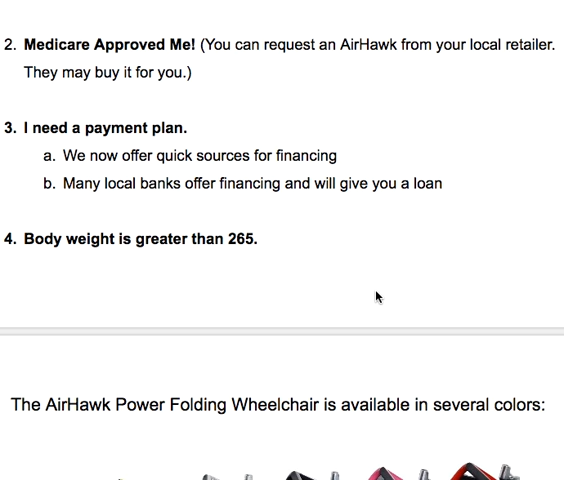 2. Medicare Approved Me! (You can request an AirHawk from your local retailer.
They may buy it for you.)
3. I need a payment plan.
a. We now offer quick sources for financing
b. Many local banks offer financing and will give you a loan
4. Body weight is greater than 265.
The AirHawk Power Folding Wheelchair is available in several colors: